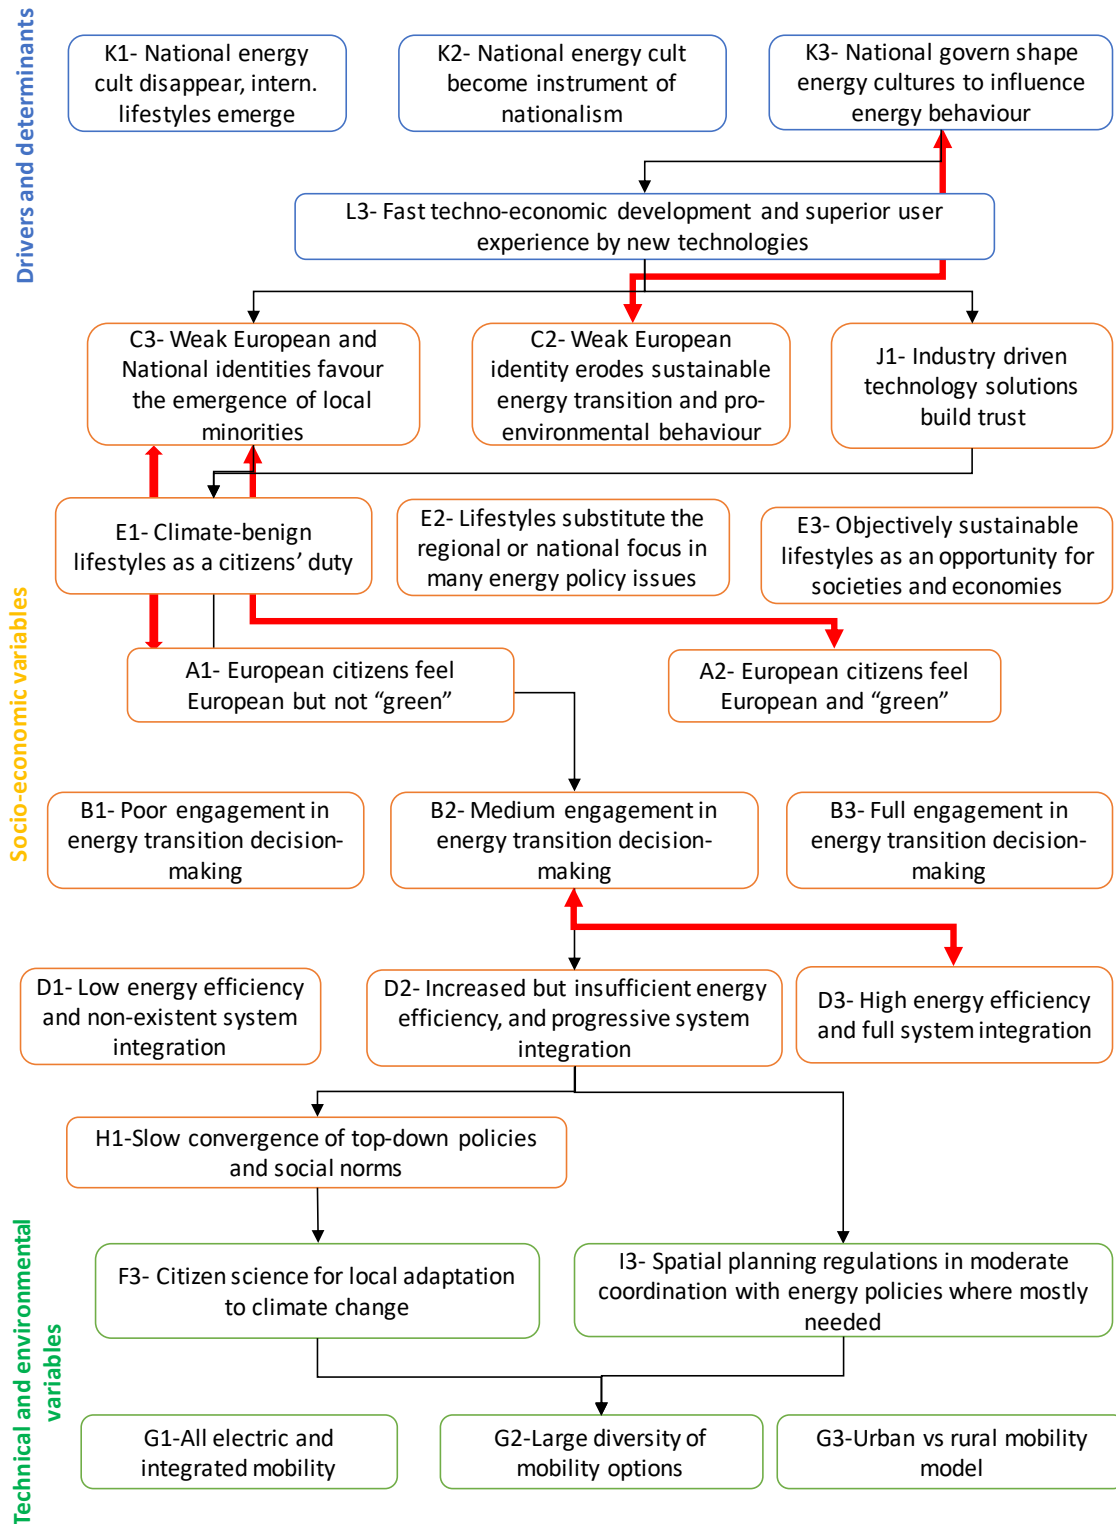 Drivers and determinants
K1- National energy
cult disappear, intern.
lifestyles emerge
K2- National energy cult
become instrument of
nationalism
K3- National govern shape
energy cultures to influence
energy behaviour
L3- Fast techno-economic development and superior user
experience by new technologies
C3- Weak European and
National identities favour
the emergence of local
minorities
C2- Weak European
identity erodes sustainable
energy transition and pro-
environmental behaviour
J1- Industry driven
technology solutions
build trust
Socio-economic variables
E1- Climate-benign
lifestyles as a citizens’ duty
E2- Lifestyles substitute the
regional or national focus in
many energy policy issues
E3- Objectively sustainable
lifestyles as an opportunity for
societies and economies
A1- European citizens feel
European but not “green”
A2- European citizens feel
European and “green”
B1- Poor engagement in
energy transition decision-
making
B2- Medium engagement in
energy transition decision-
making
B3- Full engagement in
energy transition decision-
making
D1- Low energy efficiency
and non-existent system
integration
D2- Increased but insufficient energy
efficiency, and progressive system
integration
D3- High energy efficiency
and full system integration
H1-Slow convergence of top-down policies
and social norms
Technical and environmental
variables
F3- Citizen science for local adaptation
to climate change
I3- Spatial planning regulations in moderate
coordination with energy policies where mostly
needed
G1-All electric and
integrated mobility
G2-Large diversity of
mobility options
G3-Urban vs rural mobility
model